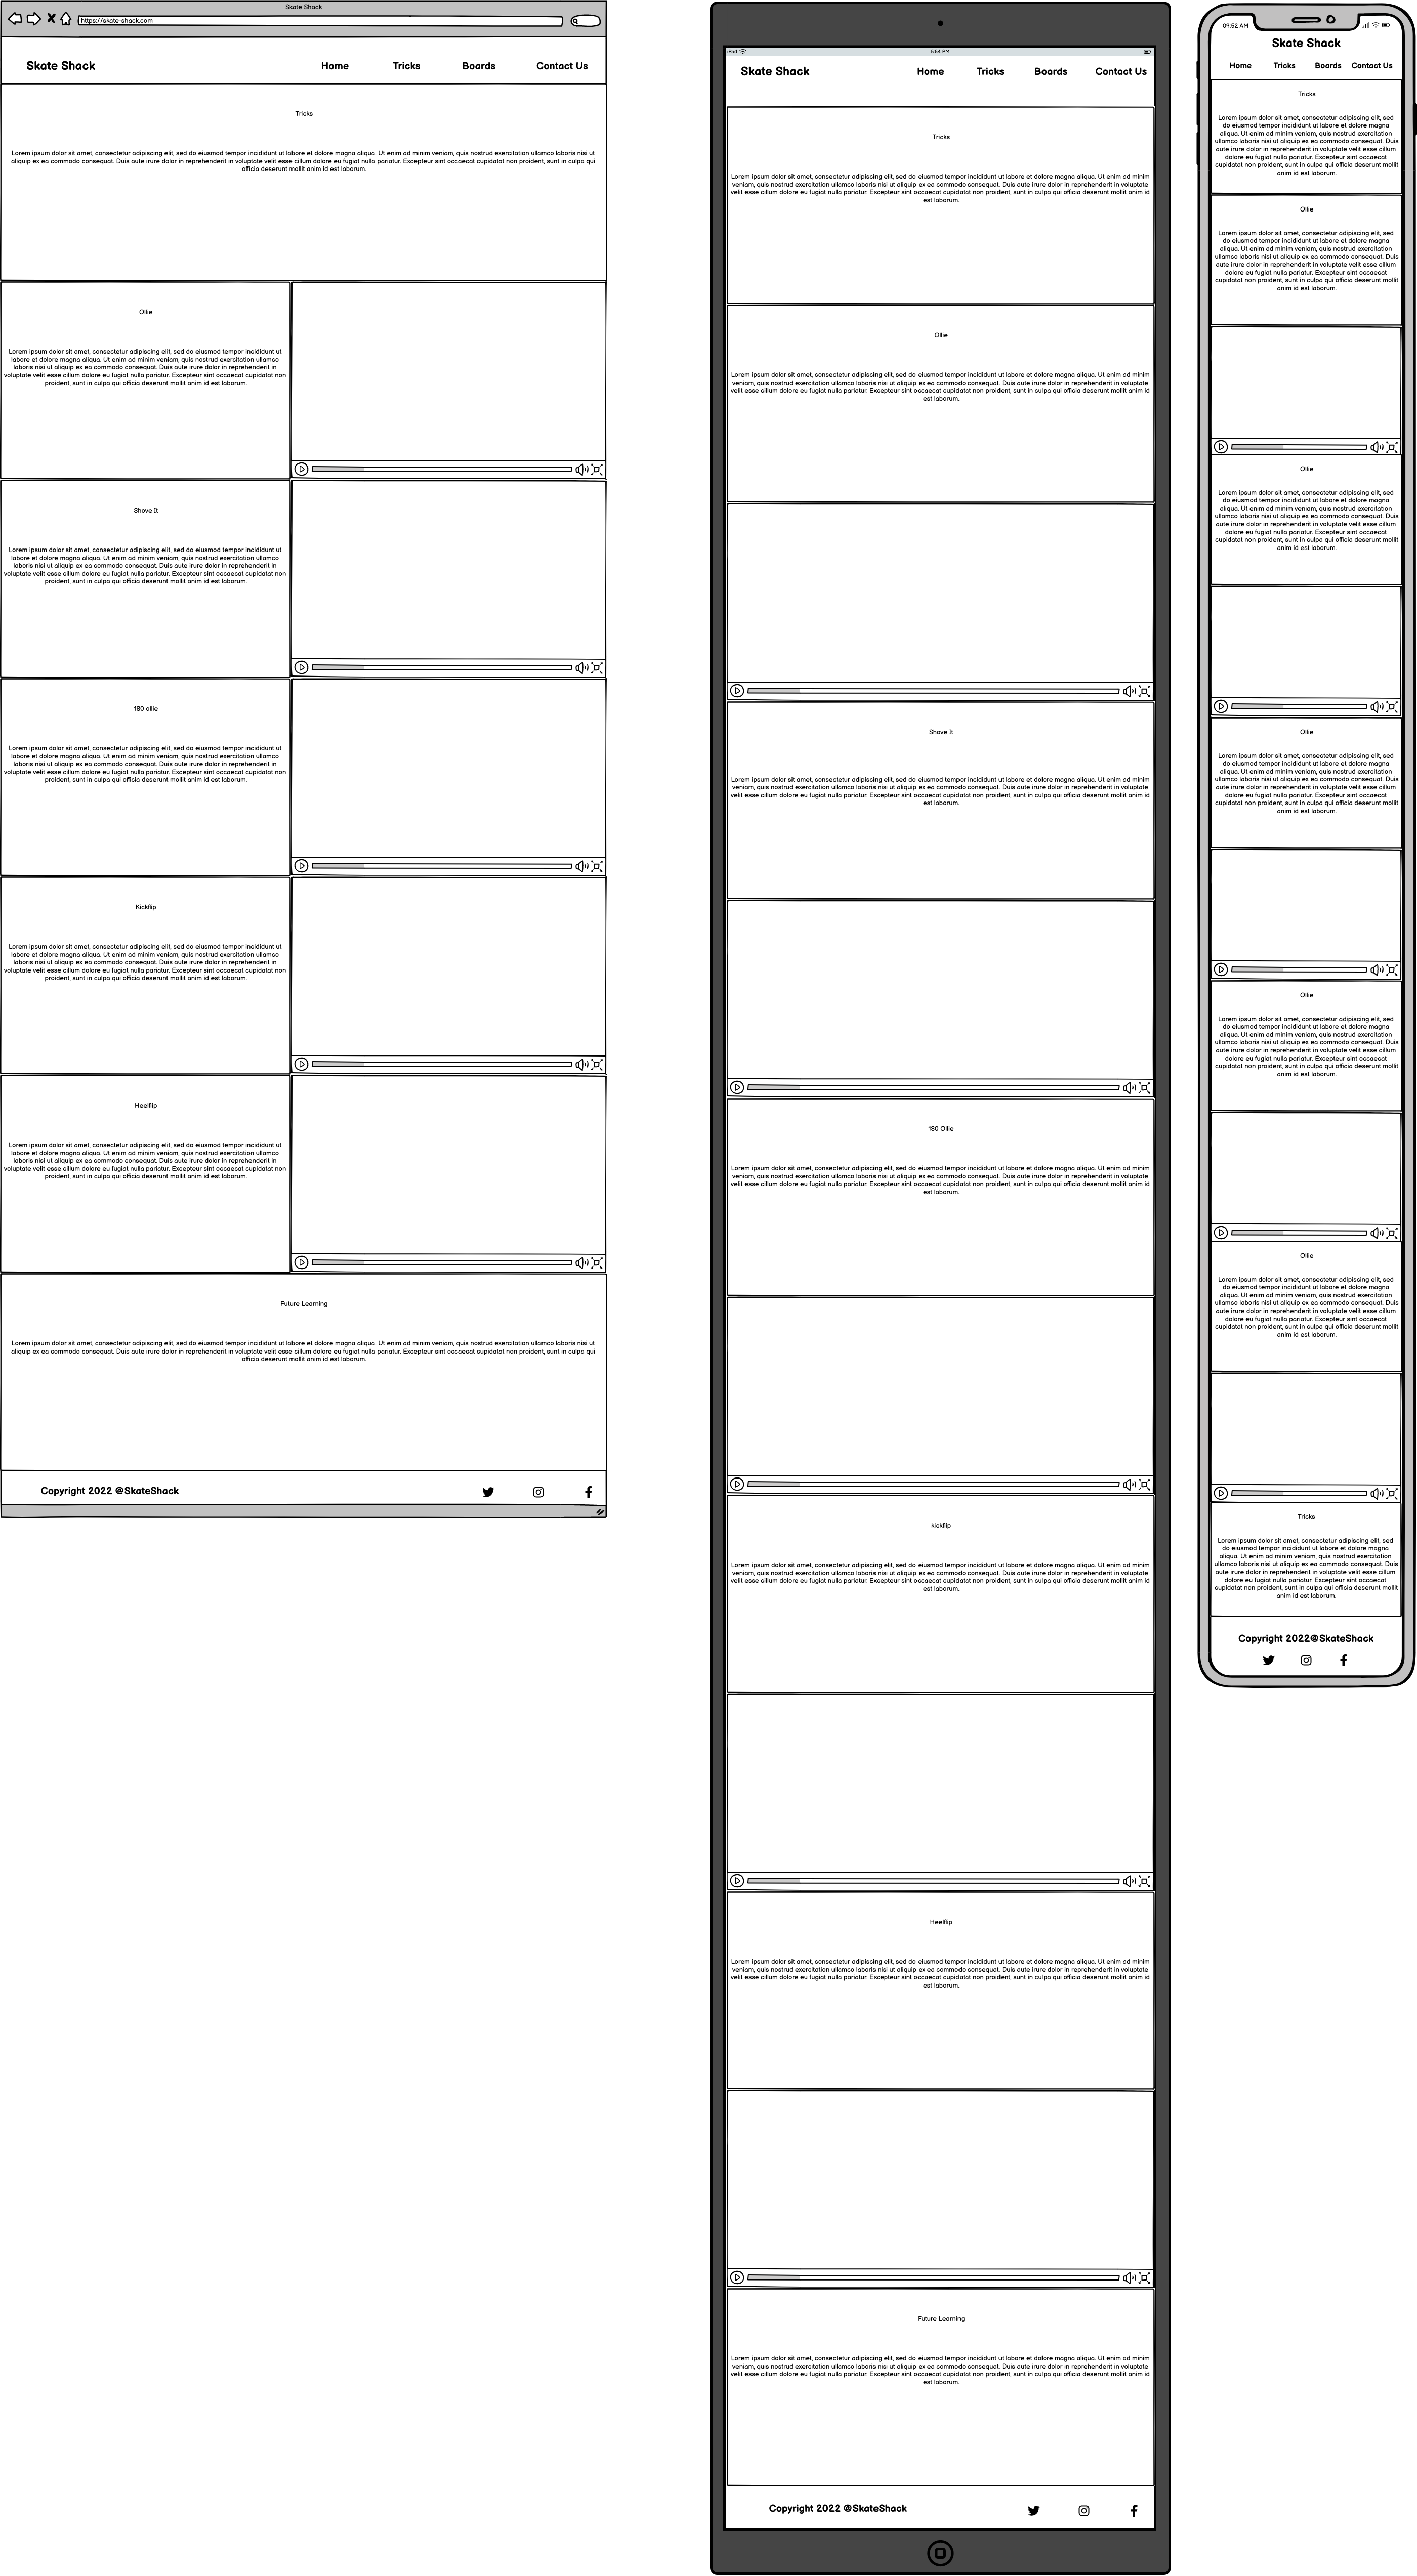 Skate Shack
https://skate-shack.com
Skate Shack Home Tricks Boards Contact Us
Tricks
Lorem ipsum dolor sit amet, consectetur adipiscing elit, sed do eiusmod tempor incididunt ut labore et dolore magna aliqua. Ut enim ad minim veniam, quis nostrud exercitation ullamco laboris nisi ut
aliquip ex ea commodo consequat. Duis aute irure dolor in reprehenderit in voluptate velit esse cillum dolore eu fugiat nulla pariatur. Excepteur sint occaecat cupidatat non proident, sunt in culpa qui
officia deserunt mollit anim id est laborum.
Ollie
Lorem ipsum dolor sit amet, consectetur adipiscing elit, sed do eiusmod tempor incididunt ut
labore et dolore magna aliqua. Ut enim ad minim veniam, quis nostrud exercitation ullamco
laboris nisi ut aliquip ex ea commodo consequat. Duis aute irure dolor in reprehenderit in
voluptate velit esse cillum dolore eu fugiat nulla pariatur. Excepteur sint occaecat cupidatat non
proident, sunt in culpa qui officia deserunt mollit anim id est laborum.
Shove It
Lorem ipsum dolor sit amet, consectetur adipiscing elit, sed do eiusmod tempor incididunt ut
labore et dolore magna aliqua. Ut enim ad minim veniam, quis nostrud exercitation ullamco
laboris nisi ut aliquip ex ea commodo consequat. Duis aute irure dolor in reprehenderit in
voluptate velit esse cillum dolore eu fugiat nulla pariatur. Excepteur sint occaecat cupidatat non
proident, sunt in culpa qui officia deserunt mollit anim id est laborum.
180 ollie
Lorem ipsum dolor sit amet, consectetur adipiscing elit, sed do eiusmod tempor incididunt ut
labore et dolore magna aliqua. Ut enim ad minim veniam, quis nostrud exercitation ullamco
laboris nisi ut aliquip ex ea commodo consequat. Duis aute irure dolor in reprehenderit in
voluptate velit esse cillum dolore eu fugiat nulla pariatur. Excepteur sint occaecat cupidatat non
proident, sunt in culpa qui officia deserunt mollit anim id est laborum.
Kickflip
Lorem ipsum dolor sit amet, consectetur adipiscing elit, sed do eiusmod tempor incididunt ut
labore et dolore magna aliqua. Ut enim ad minim veniam, quis nostrud exercitation ullamco
laboris nisi ut aliquip ex ea commodo consequat. Duis aute irure dolor in reprehenderit in
voluptate velit esse cillum dolore eu fugiat nulla pariatur. Excepteur sint occaecat cupidatat non
proident, sunt in culpa qui officia deserunt mollit anim id est laborum.
Heelflip
Lorem ipsum dolor sit amet, consectetur adipiscing elit, sed do eiusmod tempor incididunt ut
labore et dolore magna aliqua. Ut enim ad minim veniam, quis nostrud exercitation ullamco
laboris nisi ut aliquip ex ea commodo consequat. Duis aute irure dolor in reprehenderit in
voluptate velit esse cillum dolore eu fugiat nulla pariatur. Excepteur sint occaecat cupidatat non
proident, sunt in culpa qui officia deserunt mollit anim id est laborum.
Future Learning
Lorem ipsum dolor sit amet, consectetur adipiscing elit, sed do eiusmod tempor incididunt ut labore et dolore magna aliqua. Ut enim ad minim veniam, quis nostrud exercitation ullamco laboris nisi ut
aliquip ex ea commodo consequat. Duis aute irure dolor in reprehenderit in voluptate velit esse cillum dolore eu fugiat nulla pariatur. Excepteur sint occaecat cupidatat non proident, sunt in culpa qui
officia deserunt mollit anim id est laborum.
Copyright 2022 @SkateShack
iPad 5:54 PM
Skate Shack Home Tricks Boards Contact Us
Tricks
Lorem ipsum dolor sit amet, consectetur adipiscing elit, sed do eiusmod tempor incididunt ut labore et dolore magna aliqua. Ut enim ad minim
veniam, quis nostrud exercitation ullamco laboris nisi ut aliquip ex ea commodo consequat. Duis aute irure dolor in reprehenderit in voluptate
velit esse cillum dolore eu fugiat nulla pariatur. Excepteur sint occaecat cupidatat non proident, sunt in culpa qui officia deserunt mollit anim id
est laborum.
Ollie
Lorem ipsum dolor sit amet, consectetur adipiscing elit, sed do eiusmod tempor incididunt ut labore et dolore magna aliqua. Ut enim ad minim
veniam, quis nostrud exercitation ullamco laboris nisi ut aliquip ex ea commodo consequat. Duis aute irure dolor in reprehenderit in voluptate
velit esse cillum dolore eu fugiat nulla pariatur. Excepteur sint occaecat cupidatat non proident, sunt in culpa qui officia deserunt mollit anim id
est laborum.
Shove It
Lorem ipsum dolor sit amet, consectetur adipiscing elit, sed do eiusmod tempor incididunt ut labore et dolore magna aliqua. Ut enim ad minim
veniam, quis nostrud exercitation ullamco laboris nisi ut aliquip ex ea commodo consequat. Duis aute irure dolor in reprehenderit in voluptate
velit esse cillum dolore eu fugiat nulla pariatur. Excepteur sint occaecat cupidatat non proident, sunt in culpa qui officia deserunt mollit anim id
est laborum.
180 Ollie
Lorem ipsum dolor sit amet, consectetur adipiscing elit, sed do eiusmod tempor incididunt ut labore et dolore magna aliqua. Ut enim ad minim
veniam, quis nostrud exercitation ullamco laboris nisi ut aliquip ex ea commodo consequat. Duis aute irure dolor in reprehenderit in voluptate
velit esse cillum dolore eu fugiat nulla pariatur. Excepteur sint occaecat cupidatat non proident, sunt in culpa qui officia deserunt mollit anim id
est laborum.
kickflip
Lorem ipsum dolor sit amet, consectetur adipiscing elit, sed do eiusmod tempor incididunt ut labore et dolore magna aliqua. Ut enim ad minim
veniam, quis nostrud exercitation ullamco laboris nisi ut aliquip ex ea commodo consequat. Duis aute irure dolor in reprehenderit in voluptate
velit esse cillum dolore eu fugiat nulla pariatur. Excepteur sint occaecat cupidatat non proident, sunt in culpa qui officia deserunt mollit anim id
est laborum.
Heelflip
Lorem ipsum dolor sit amet, consectetur adipiscing elit, sed do eiusmod tempor incididunt ut labore et dolore magna aliqua. Ut enim ad minim
veniam, quis nostrud exercitation ullamco laboris nisi ut aliquip ex ea commodo consequat. Duis aute irure dolor in reprehenderit in voluptate
velit esse cillum dolore eu fugiat nulla pariatur. Excepteur sint occaecat cupidatat non proident, sunt in culpa qui officia deserunt mollit anim id
est laborum.
Future Learning
Lorem ipsum dolor sit amet, consectetur adipiscing elit, sed do eiusmod tempor incididunt ut labore et dolore magna aliqua. Ut enim ad minim
veniam, quis nostrud exercitation ullamco laboris nisi ut aliquip ex ea commodo consequat. Duis aute irure dolor in reprehenderit in voluptate
velit esse cillum dolore eu fugiat nulla pariatur. Excepteur sint occaecat cupidatat non proident, sunt in culpa qui officia deserunt mollit anim id
est laborum.
Copyright 2022 @SkateShack
09:52 AM
Skate Shack
Home Tricks Boards Contact Us
Tricks
Lorem ipsum dolor sit amet, consectetur adipiscing elit, sed
do eiusmod tempor incididunt ut labore et dolore magna
aliqua. Ut enim ad minim veniam, quis nostrud exercitation
ullamco laboris nisi ut aliquip ex ea commodo consequat. Duis
aute irure dolor in reprehenderit in voluptate velit esse cillum
dolore eu fugiat nulla pariatur. Excepteur sint occaecat
cupidatat non proident, sunt in culpa qui officia deserunt mollit
anim id est laborum.
Ollie
Lorem ipsum dolor sit amet, consectetur adipiscing elit, sed
do eiusmod tempor incididunt ut labore et dolore magna
aliqua. Ut enim ad minim veniam, quis nostrud exercitation
ullamco laboris nisi ut aliquip ex ea commodo consequat. Duis
aute irure dolor in reprehenderit in voluptate velit esse cillum
dolore eu fugiat nulla pariatur. Excepteur sint occaecat
cupidatat non proident, sunt in culpa qui officia deserunt mollit
anim id est laborum.
Ollie
Lorem ipsum dolor sit amet, consectetur adipiscing elit, sed
do eiusmod tempor incididunt ut labore et dolore magna
aliqua. Ut enim ad minim veniam, quis nostrud exercitation
ullamco laboris nisi ut aliquip ex ea commodo consequat. Duis
aute irure dolor in reprehenderit in voluptate velit esse cillum
dolore eu fugiat nulla pariatur. Excepteur sint occaecat
cupidatat non proident, sunt in culpa qui officia deserunt mollit
anim id est laborum.
Ollie
Lorem ipsum dolor sit amet, consectetur adipiscing elit, sed
do eiusmod tempor incididunt ut labore et dolore magna
aliqua. Ut enim ad minim veniam, quis nostrud exercitation
ullamco laboris nisi ut aliquip ex ea commodo consequat. Duis
aute irure dolor in reprehenderit in voluptate velit esse cillum
dolore eu fugiat nulla pariatur. Excepteur sint occaecat
cupidatat non proident, sunt in culpa qui officia deserunt mollit
anim id est laborum.
Ollie
Lorem ipsum dolor sit amet, consectetur adipiscing elit, sed
do eiusmod tempor incididunt ut labore et dolore magna
aliqua. Ut enim ad minim veniam, quis nostrud exercitation
ullamco laboris nisi ut aliquip ex ea commodo consequat. Duis
aute irure dolor in reprehenderit in voluptate velit esse cillum
dolore eu fugiat nulla pariatur. Excepteur sint occaecat
cupidatat non proident, sunt in culpa qui officia deserunt mollit
anim id est laborum.
Ollie
Lorem ipsum dolor sit amet, consectetur adipiscing elit, sed
do eiusmod tempor incididunt ut labore et dolore magna
aliqua. Ut enim ad minim veniam, quis nostrud exercitation
ullamco laboris nisi ut aliquip ex ea commodo consequat. Duis
aute irure dolor in reprehenderit in voluptate velit esse cillum
dolore eu fugiat nulla pariatur. Excepteur sint occaecat
cupidatat non proident, sunt in culpa qui officia deserunt mollit
anim id est laborum.
Tricks
Lorem ipsum dolor sit amet, consectetur adipiscing elit, sed
do eiusmod tempor incididunt ut labore et dolore magna
aliqua. Ut enim ad minim veniam, quis nostrud exercitation
ullamco laboris nisi ut aliquip ex ea commodo consequat. Duis
aute irure dolor in reprehenderit in voluptate velit esse cillum
dolore eu fugiat nulla pariatur. Excepteur sint occaecat
cupidatat non proident, sunt in culpa qui officia deserunt mollit
anim id est laborum.
Copyright 2022@SkateShack